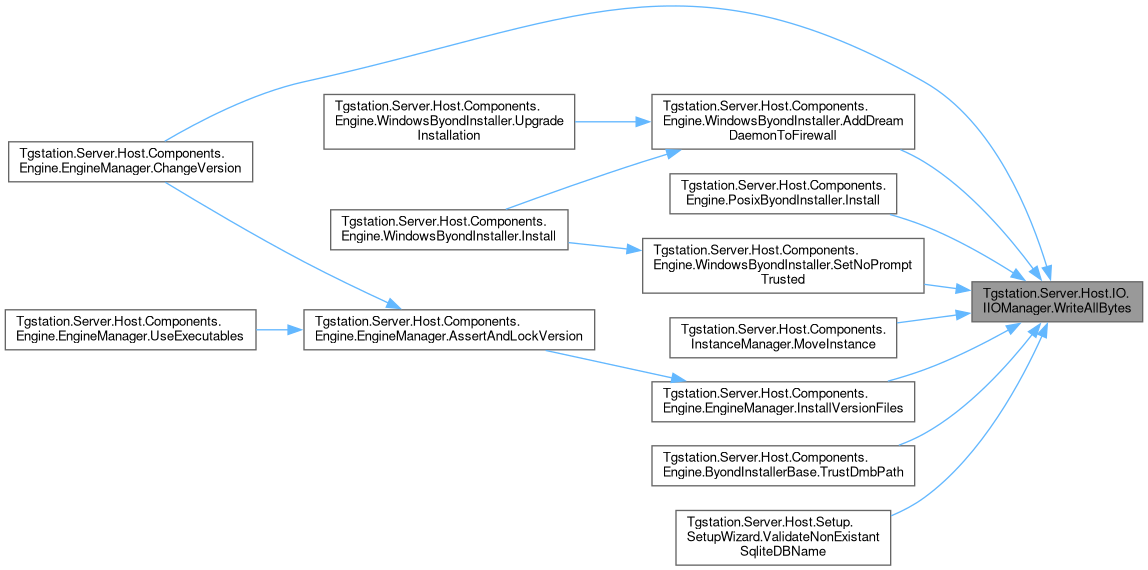 Tgstation.Server.Host.Components.
Engine.EngineManager.ChangeVersion
Tgstation.Server.Host.Components.
Engine.WindowsByondInstaller.Upgrade
Installation
Tgstation.Server.Host.Components.
Engine.WindowsByondInstaller.AddDream
DaemonToFirewall
Tgstation.Server.Host.Components.
Engine.PosixByondInstaller.Install
Tgstation.Server.Host.Components.
Engine.WindowsByondInstaller.Install
Tgstation.Server.Host.Components.
Engine.WindowsByondInstaller.SetNoPrompt
Trusted
Tgstation.Server.Host.IO.
IIOManager.WriteAllBytes
Tgstation.Server.Host.Components.
Engine.EngineManager.UseExecutables
Tgstation.Server.Host.Components.
Engine.EngineManager.AssertAndLockVersion
Tgstation.Server.Host.Components.
InstanceManager.MoveInstance
Tgstation.Server.Host.Components.
Engine.EngineManager.InstallVersionFiles
Tgstation.Server.Host.Components.
Engine.ByondInstallerBase.TrustDmbPath
Tgstation.Server.Host.Setup.
SetupWizard.ValidateNonExistant
SqliteDBName